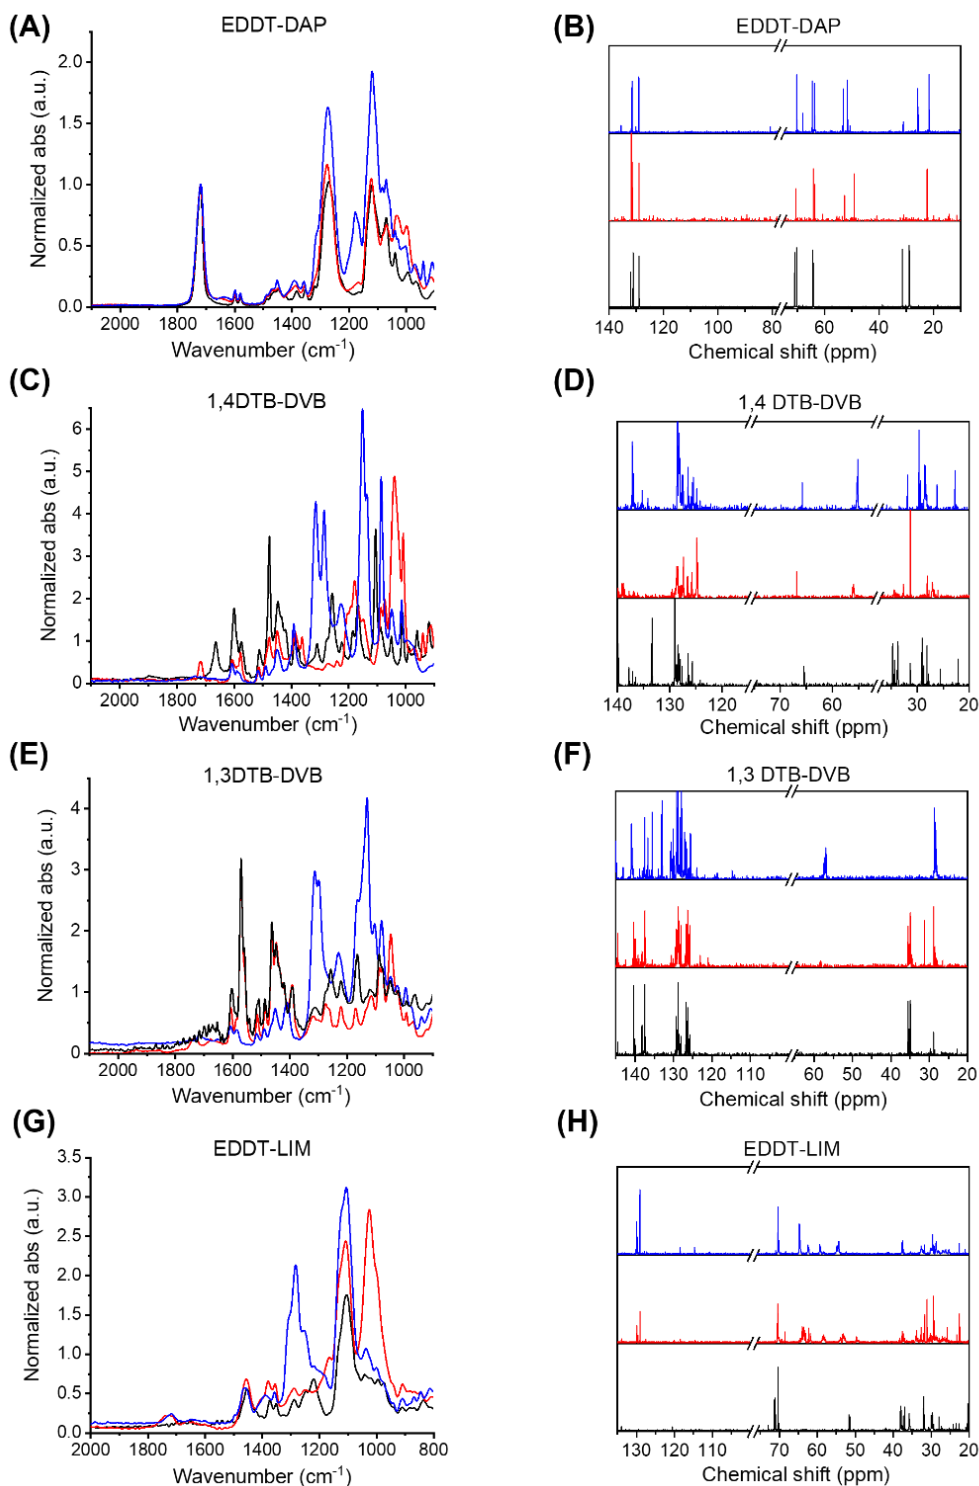 (A) EDDT-DAP
Normalized abs (a.u.)
2.0
1.5
1.0
0.5
0.0
2000 1800 1600 1400 1200 1000
Wavenumber (cm-1)
(B) EDDT-DAP
140 120 100 80 60 40 20 10
Chemical shift (ppm)
(C) 1,4DTB-DVB
Normalized abs (a.u.)
6
5
4
3
2
1
0
2000 1800 1600 1400 1200 1000
Wavenumber (cm-1)
(D) 1,4 DTB-DVB
140 130 120 70 60 50 40 30 20
Chemical shift (ppm)
(E) 1,3DTB-DVB
Normalized abs (a.u.)
4
3
2
1
0
2000 1800 1600 1400 1200 1000
Wavenumber (cm-1)
(F) 1,3 DTB-DVB
140 130 120 110 100 60 50 40 30 20
Chemical shift (ppm)
(G) EDDT-LIM
Normalized abs (a.u.)
3.5
3.0
2.5
2.0
1.5
1.0
0.5
0.0
2000 1800 1600 1400 1200 1000 800
Wavenumber (cm-1)
(H) EDDT-LIM
130 120 110 70 60 50 40 30 20
Chemical shift (ppm)